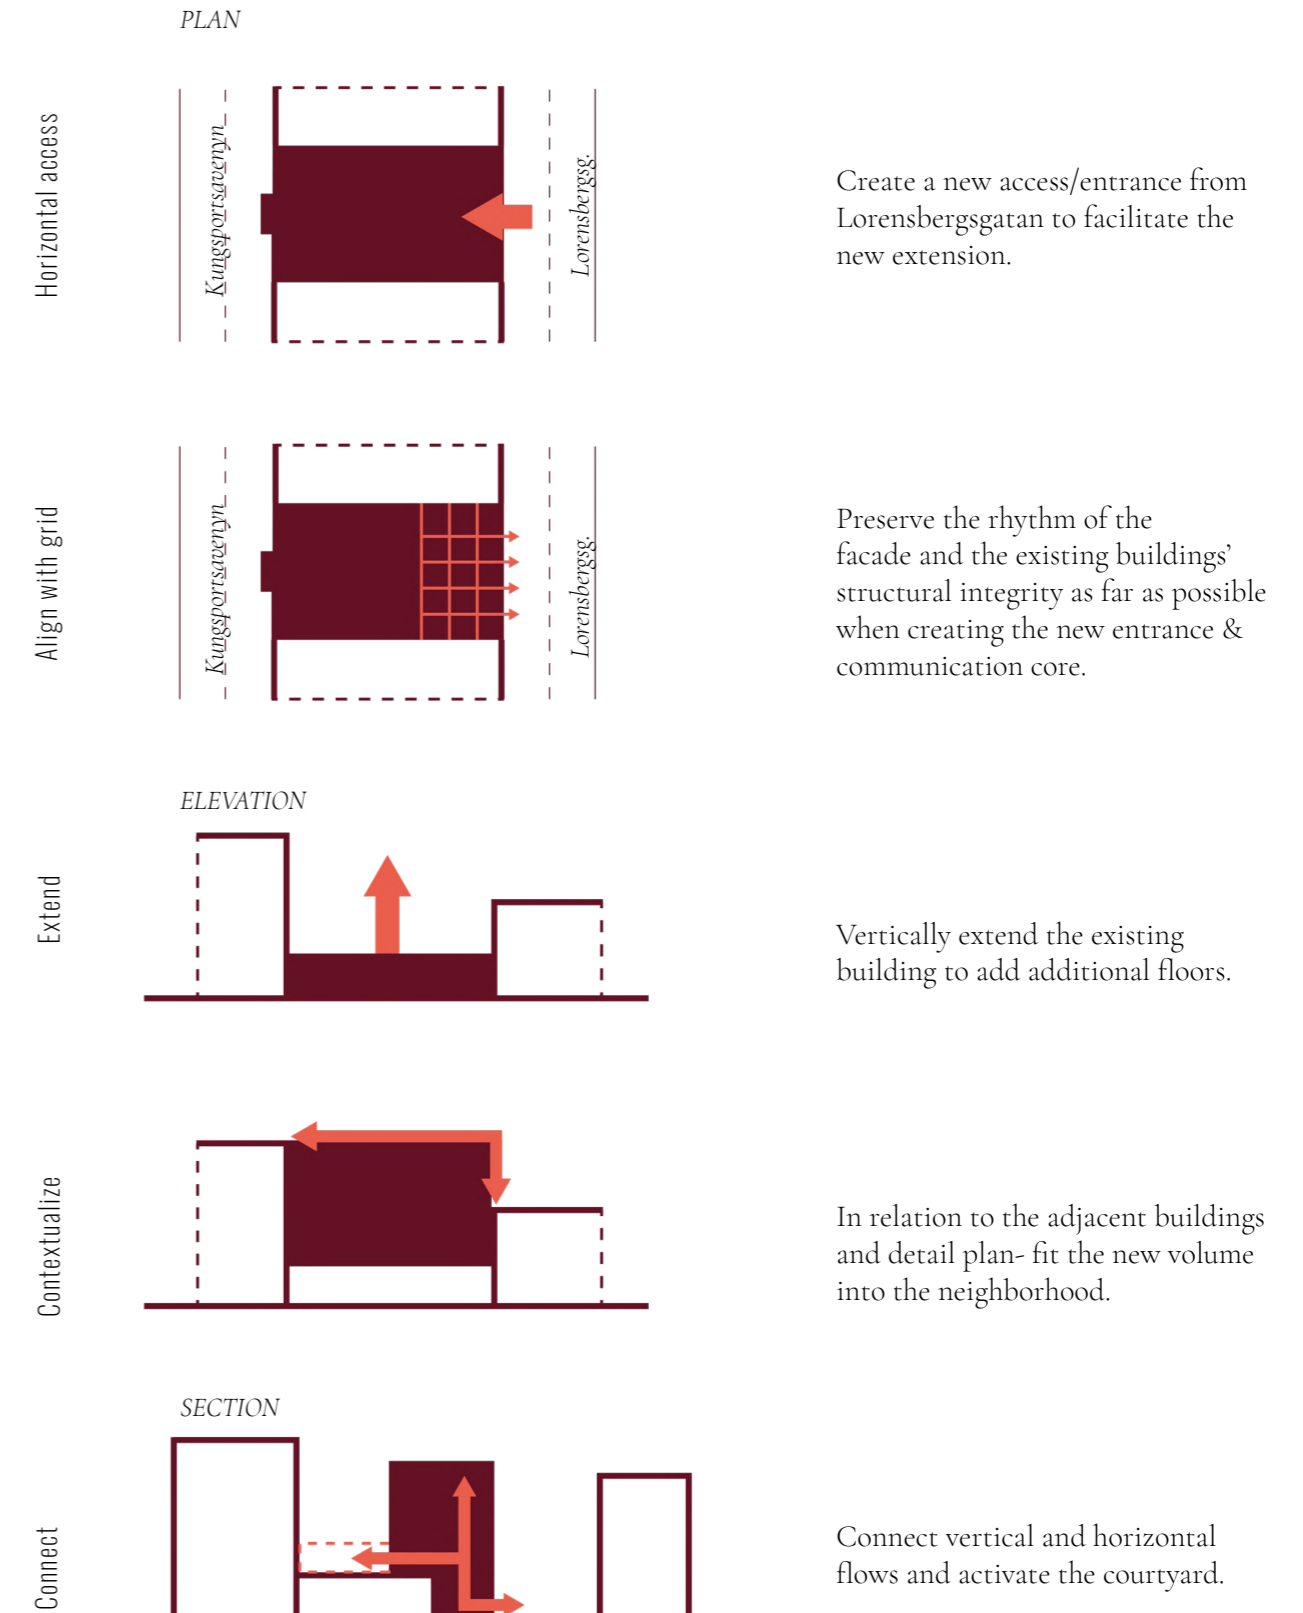 PLAN
Horizontal access
Kungsportsavenyn
Lorensbergsg.
Create a new access/entrance from
Lorensbergsgatan to facilitate the
new extension.
Align with grid
Kungsportsavenyn
Lorensbergsg.
Preserve the rhythm of the
facade and the existing buildings’
structural integrity as far as possible
when creating the new entrance &
communication core.
ELEVATION
Extend
Vertically extend the existing
building to add additional floors.
Contextualize
In relation to the adjacent buildings
and detail plan- fit the new volume
into the neighborhood.
SECTION
Connect
Connect vertical and horizontal
flows and activate the courtyard.